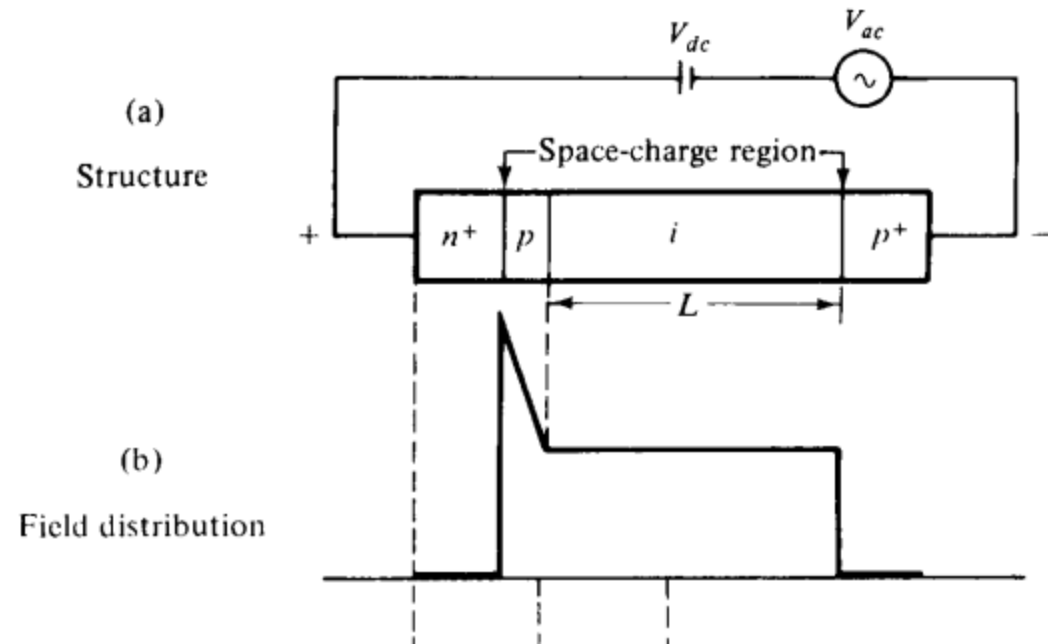 V_dc
V_ac
(a)
Structure
Space-charge region
+
n+
p
i
p+
−
L
(b)
Field distribution